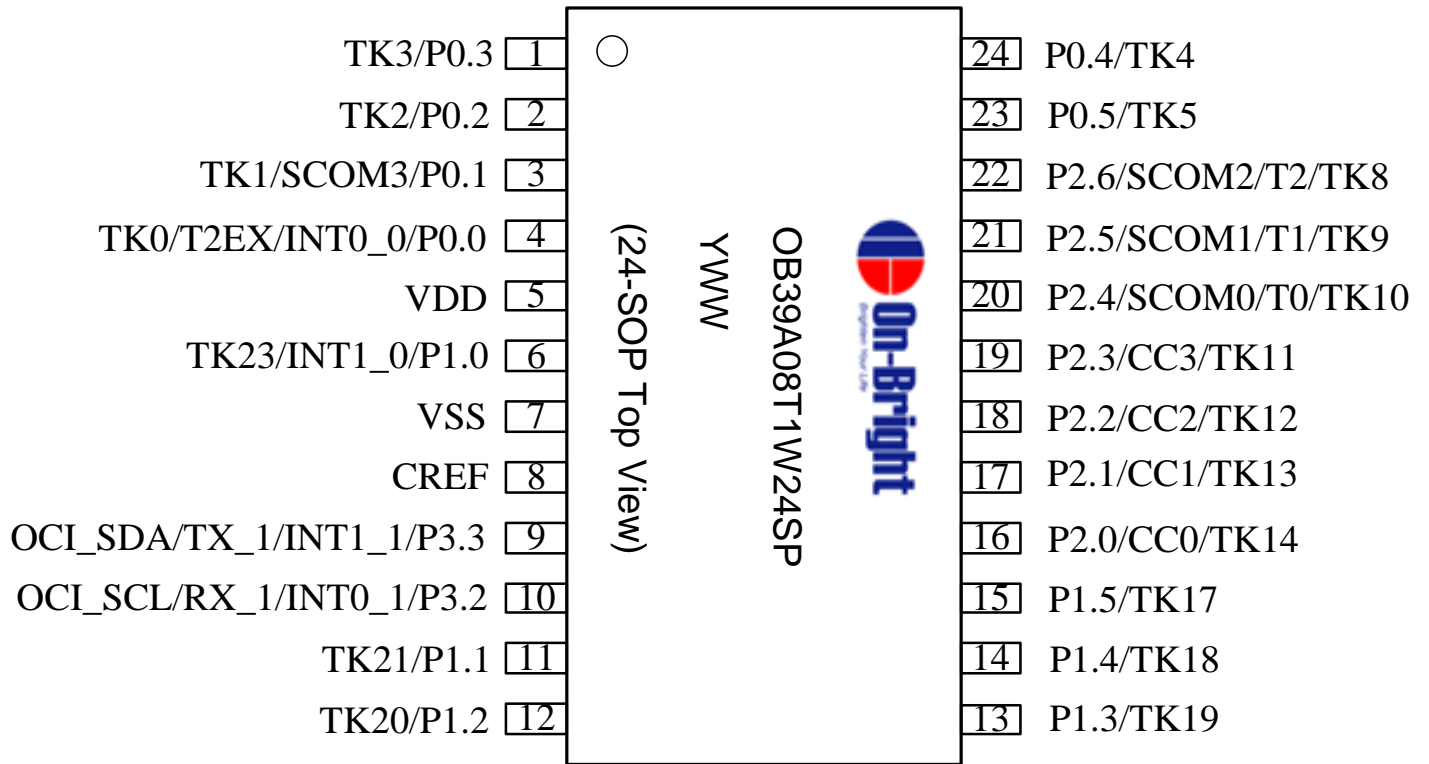 TK3/P0.3 1
TK2/P0.2 2
TK1/SCOM3/P0.1 3
TK0/T2EX/INT0_0/P0.0 4
VDD 5
TK23/INT1_0/P1.0 6
VSS 7
CREF 8
OCI_SDA/TX_1/INT1_1/P3.3 9
OCI_SCL/RX_1/INT0_1/P3.2 10
TK21/P1.1 11
TK20/P1.2 12
On-Bright
Brighten Your Life
OB39A08T1W24SP
YWW
(24-SOP Top View)
24 P0.4/TK4
23 P0.5/TK5
22 P2.6/SCOM2/T2/TK8
21 P2.5/SCOM1/T1/TK9
20 P2.4/SCOM0/T0/TK10
19 P2.3/CC3/TK11
18 P2.2/CC2/TK12
17 P2.1/CC1/TK13
16 P2.0/CC0/TK14
15 P1.5/TK17
14 P1.4/TK18
13 P1.3/TK19